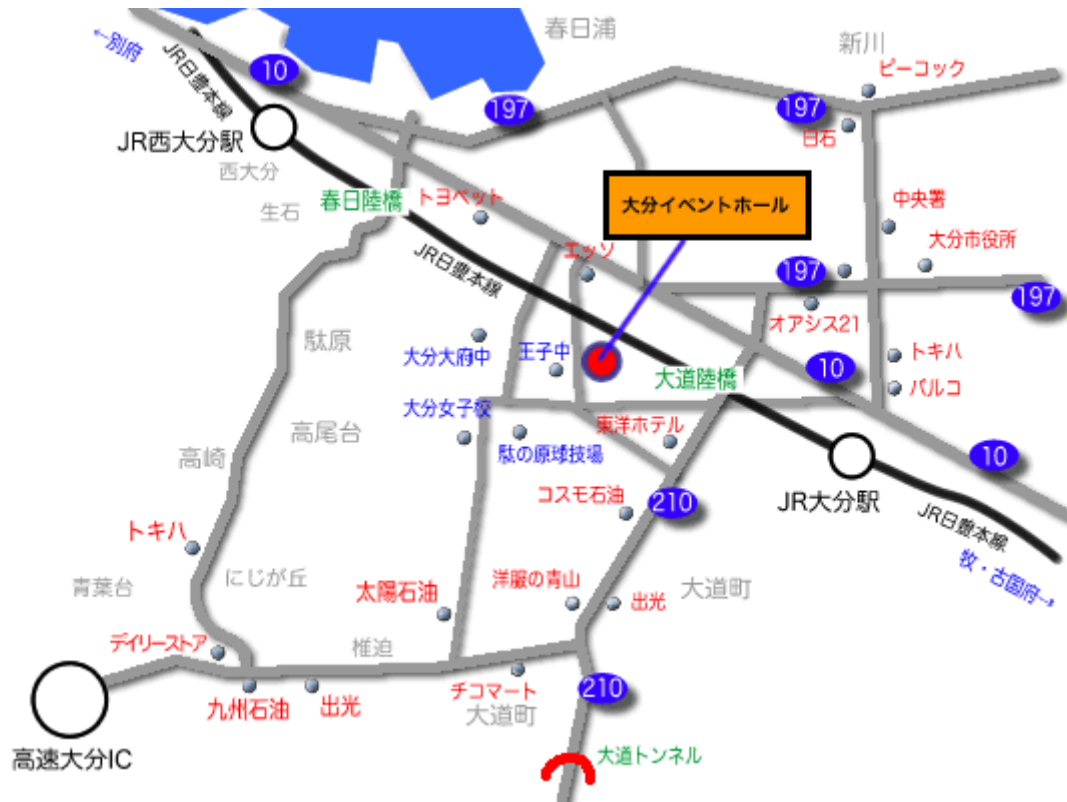 春日浦
←別府
新川
JR日豊本線
10
ピーコック
197
197
JR西大分駅
白石
西大分
春日陸橋
トヨペット
大分イベントホール
中央署
生石
JR日豊本線
エッソ
大分市役所
197
197
オアシス21
駄原
大分大府中
王子中
トキハ
大道陸橋
10
パルコ
大分女子校
高尾台
東洋ホテル
高崎
駄の原球技場
10
コスモ石油
210
JR大分駅
JR日豊本線
トキハ
牧・古国府→
青葉台
にじが丘
太陽石油
洋服の青山
出光
大道町
デイリーストア
椎迫
210
九州石油
出光
チコマート
大道町
高速大分IC
大道トンネル